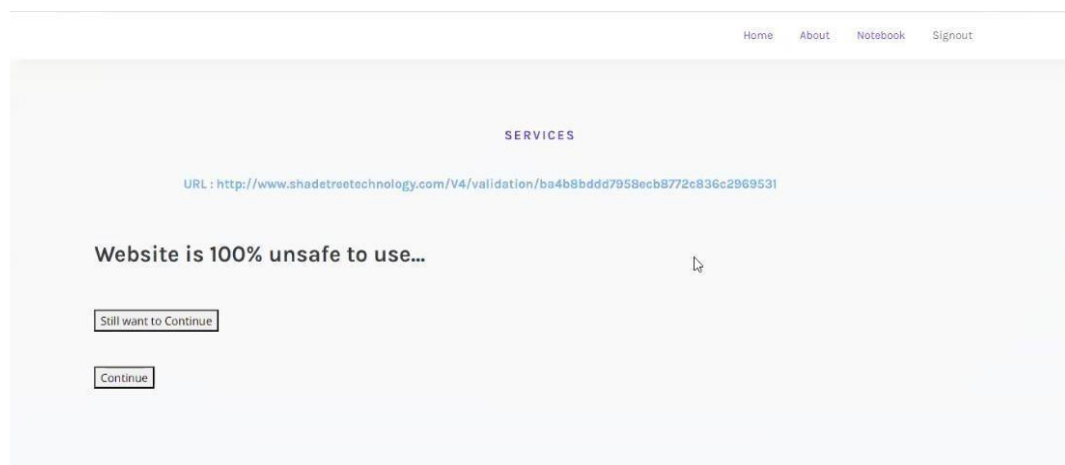 Home About Notebook Signout
SERVICES
URL : http://www.shadetreetechnology.com/V4/validation/ba4b8bddd7958ecb8772c836c2969531
Website is 100% unsafe to use...
Still want to Continue
Continue